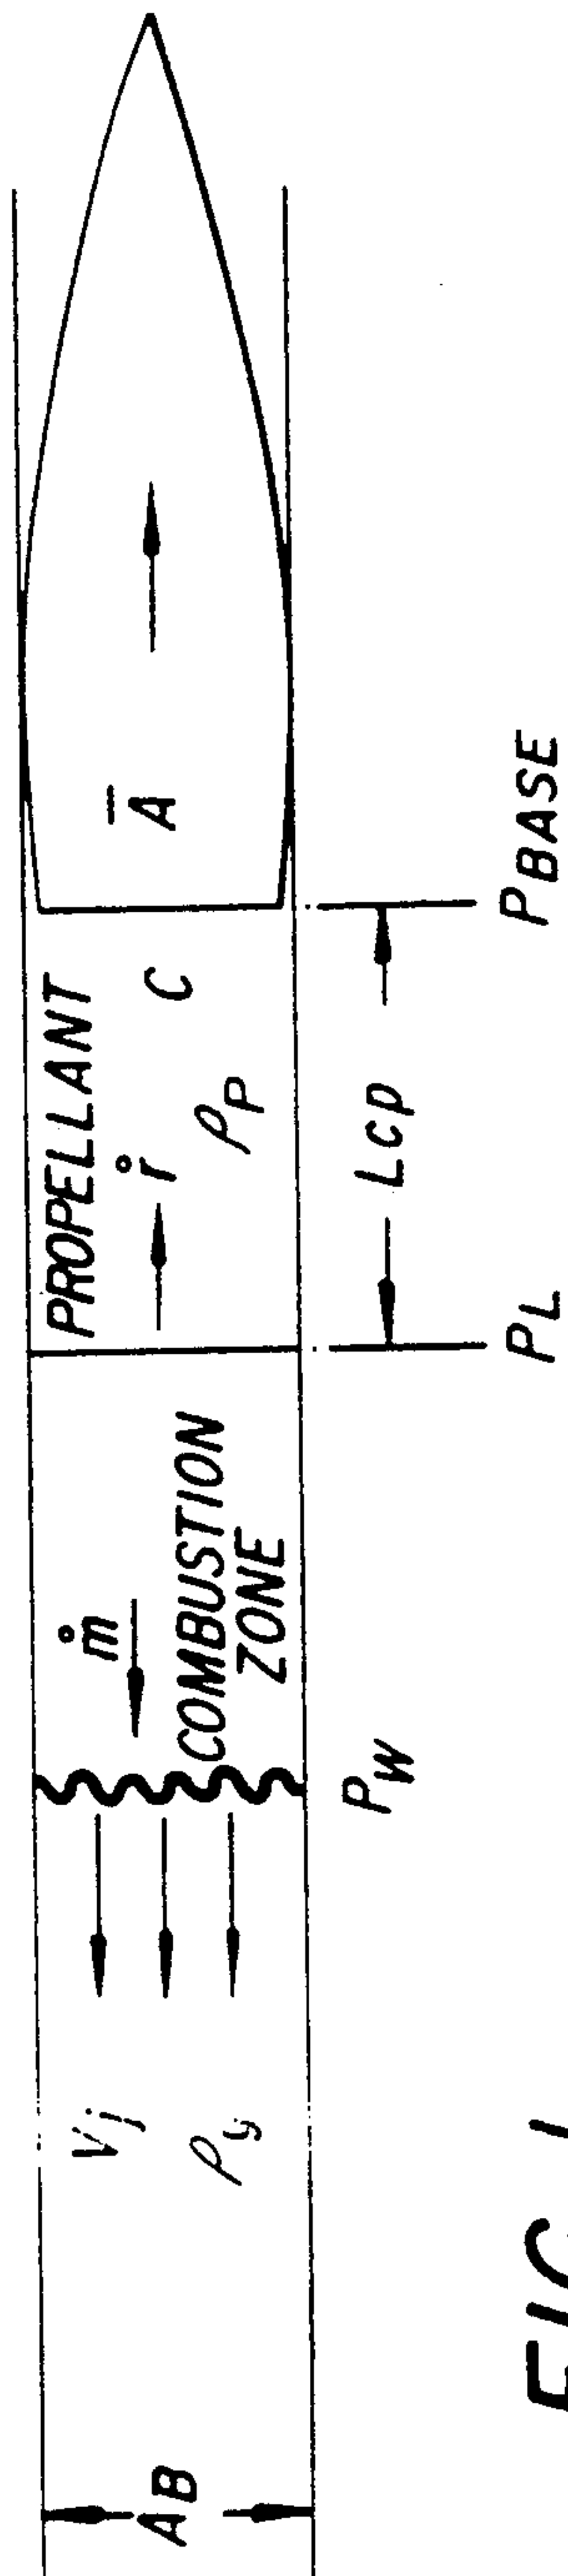 PROPELLANT
r̊ C
ρP
Ā
m̊
COMBUSTION
ZONE
Vj
ρg
AB
PW
Lcp
PL
PBASE
FIG. 1